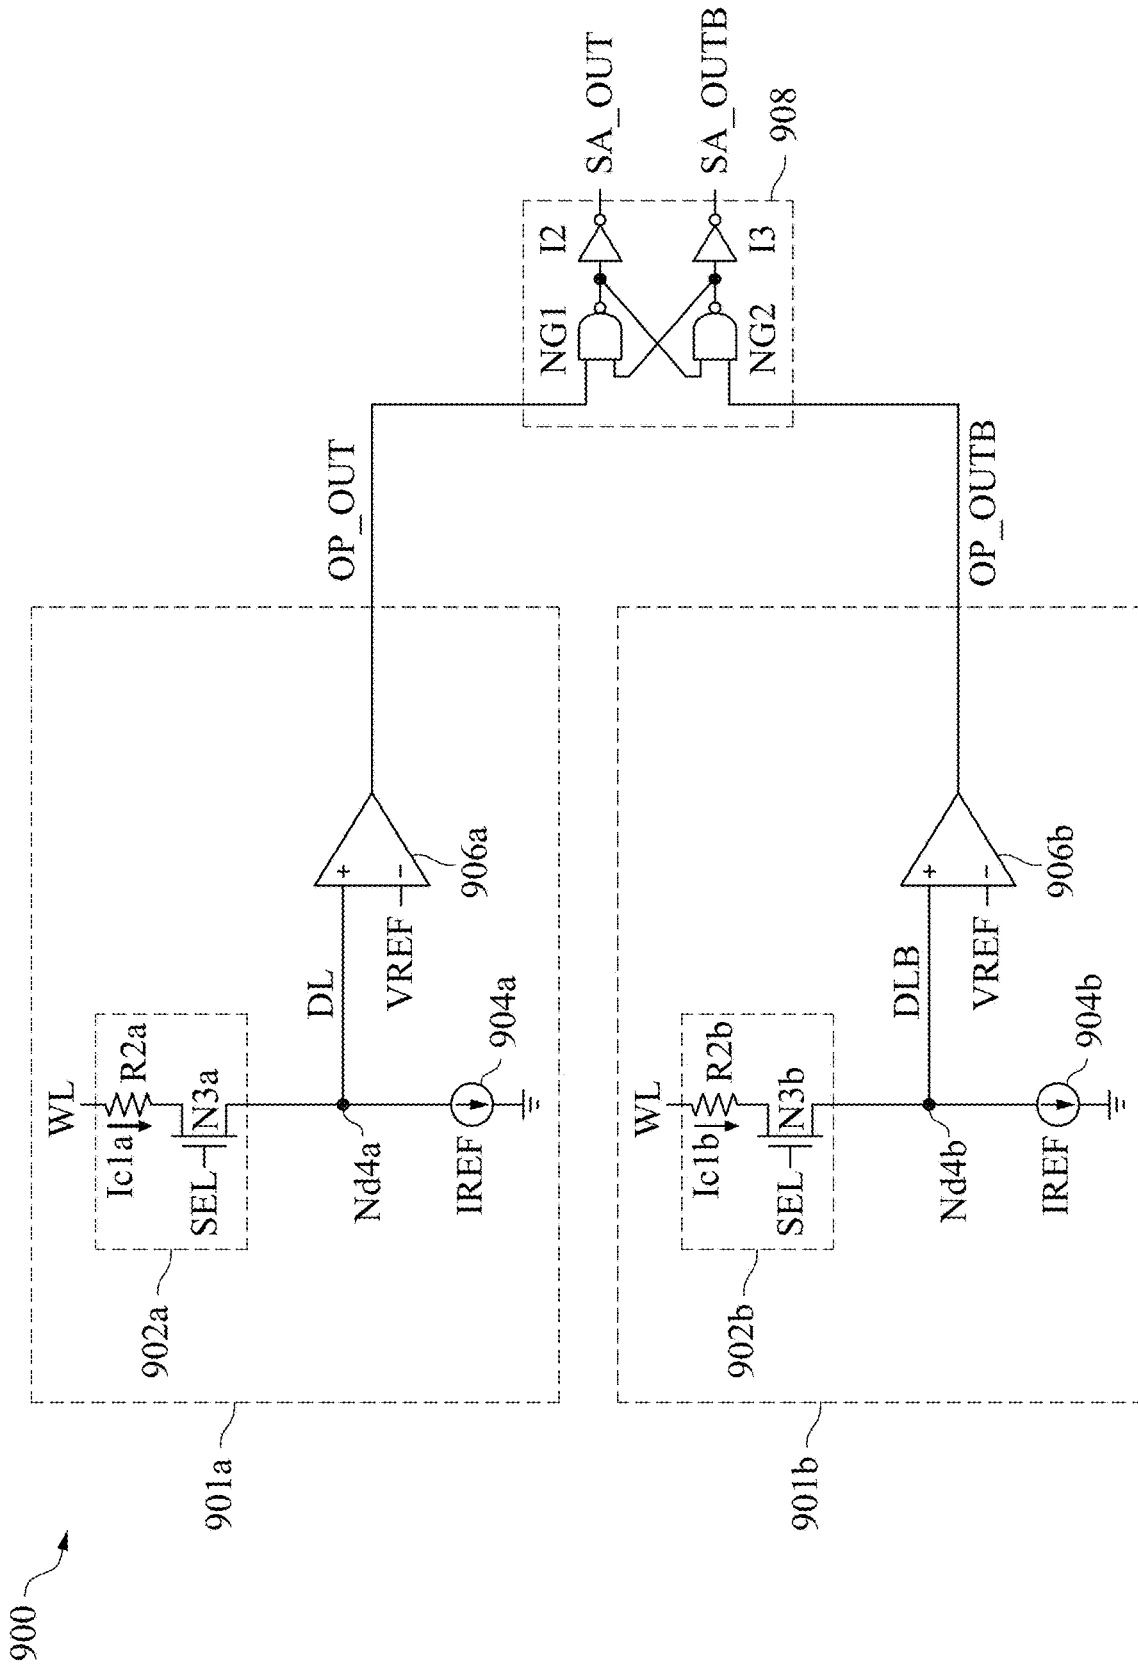 900
901a
902a
WL
Ic1a
R2a
SEL
N3a
Nd4a
DL
IREF
904a
VREF
+
-
906a
OP_OUT
901b
902b
WL
Ic1b
R2b
SEL
N3b
Nd4b
DLB
IREF
904b
VREF
+
-
906b
OP_OUTB
NG1
I2
SA_OUT
NG2
I3
SA_OUTB
908